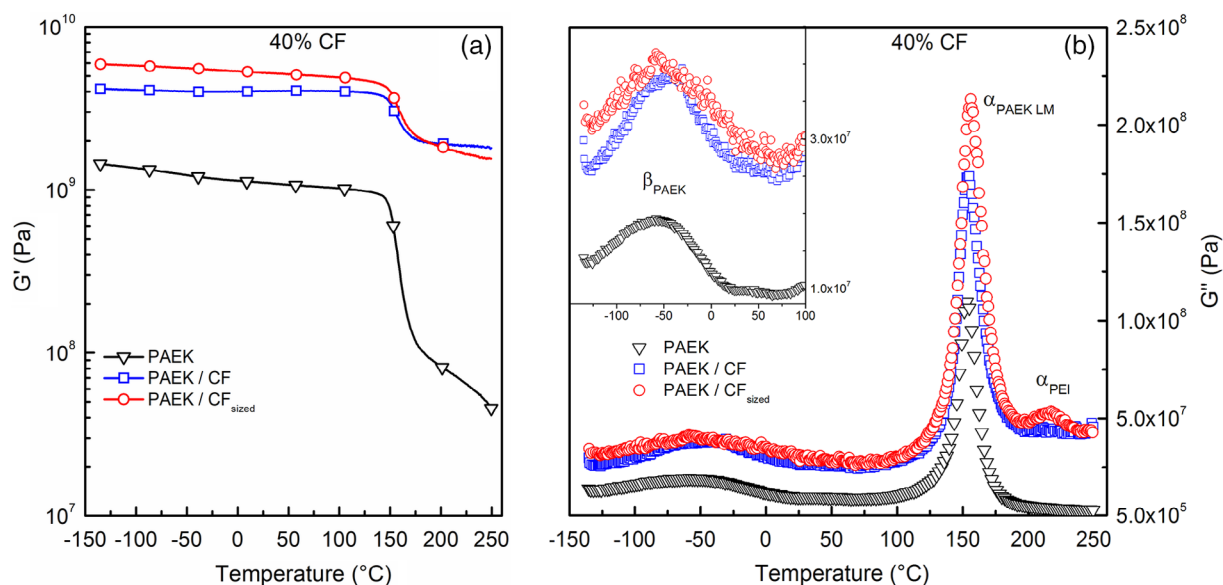 40% CF
(a)
G' (Pa)
10^10
10^9
10^8
10^7
PAEK
PAEK / CF
PAEK / CF_sized
-150 -100 -50 0 50 100 150 200 250
Temperature (°C)
40% CF
(b)
α_PAEK LM
β_PAEK
3.0x10^7
1.0x10^7
-100 -50 0 50 100
PAEK
PAEK / CF
PAEK / CF_sized
α_PEI
2.5x10^8
2.0x10^8
1.5x10^8
1.0x10^8
5.0x10^7
5.0x10^5
G'' (Pa)
-150 -100 -50 0 50 100 150 200 250
Temperature (°C)